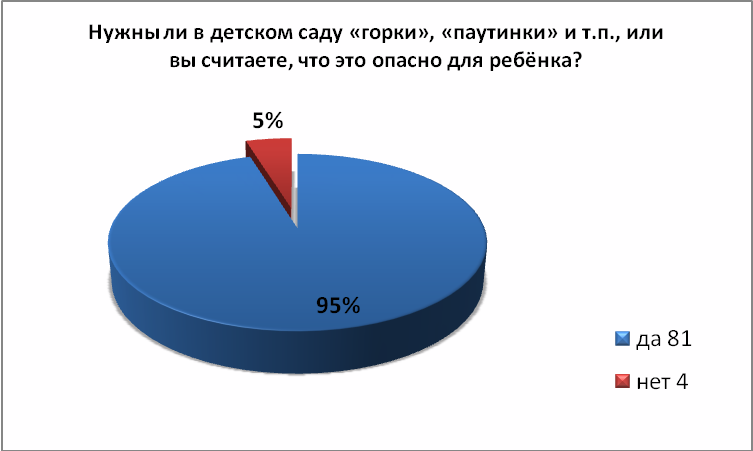 Нужны ли в детском саду «горки», «паутинки» и т.п., или
вы считаете, что это опасно для ребёнка?
5%
95%
да 81
нет 4